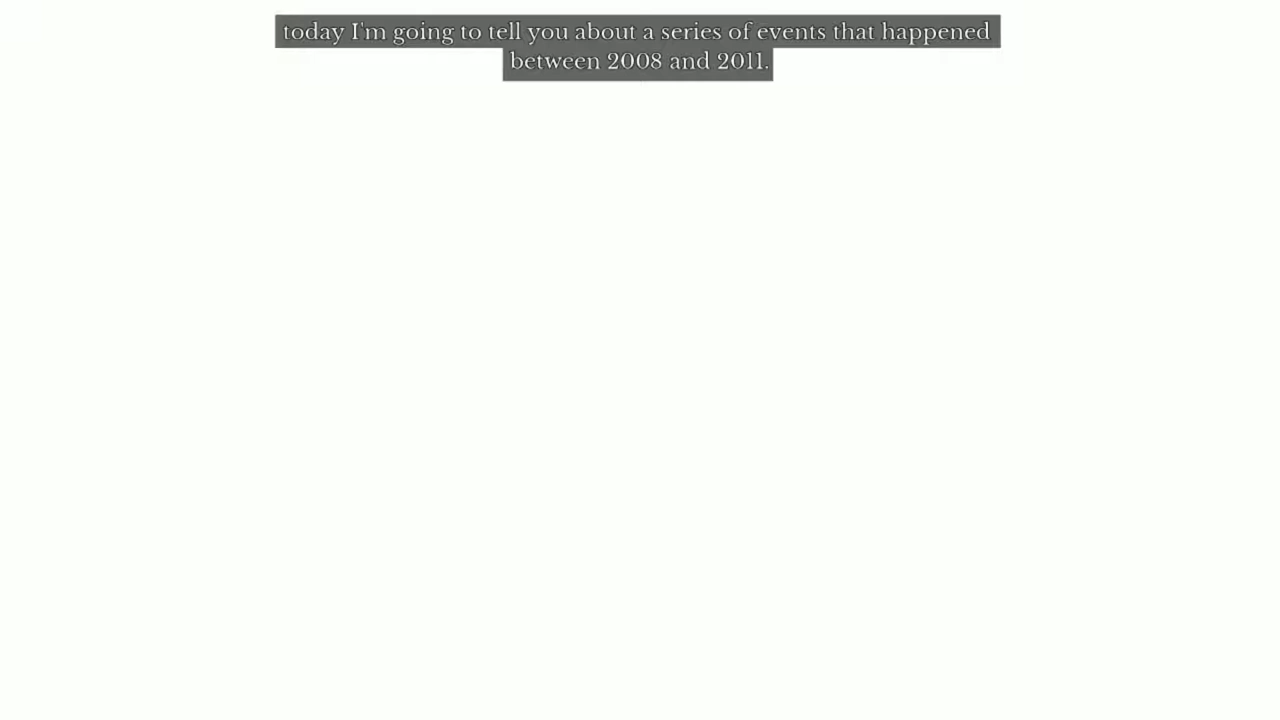 today I'm going to tell you about a series of events that happened
between 2008 and 2011.